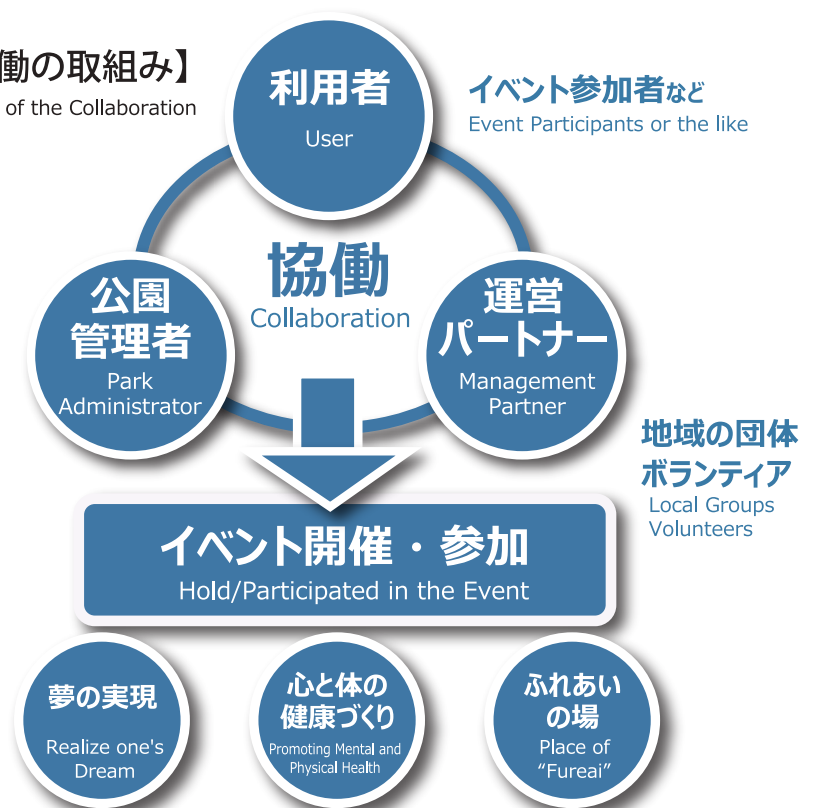 働の取組み】
of the Collaboration
利用者
User
イベント参加者など
Event Participants or the like
協働
Collaboration
公園
管理者
Park
Administrator
運営
パートナー
Management
Partner
地域の団体
ボランティア
Local Groups
Volunteers
イベント開催・参加
Hold/Participated in the Event
夢の実現
Realize one's
Dream
心と体の
健康づくり
Promoting Mental and
Physical Health
ふれあい
の場
Place of
“Fureai”